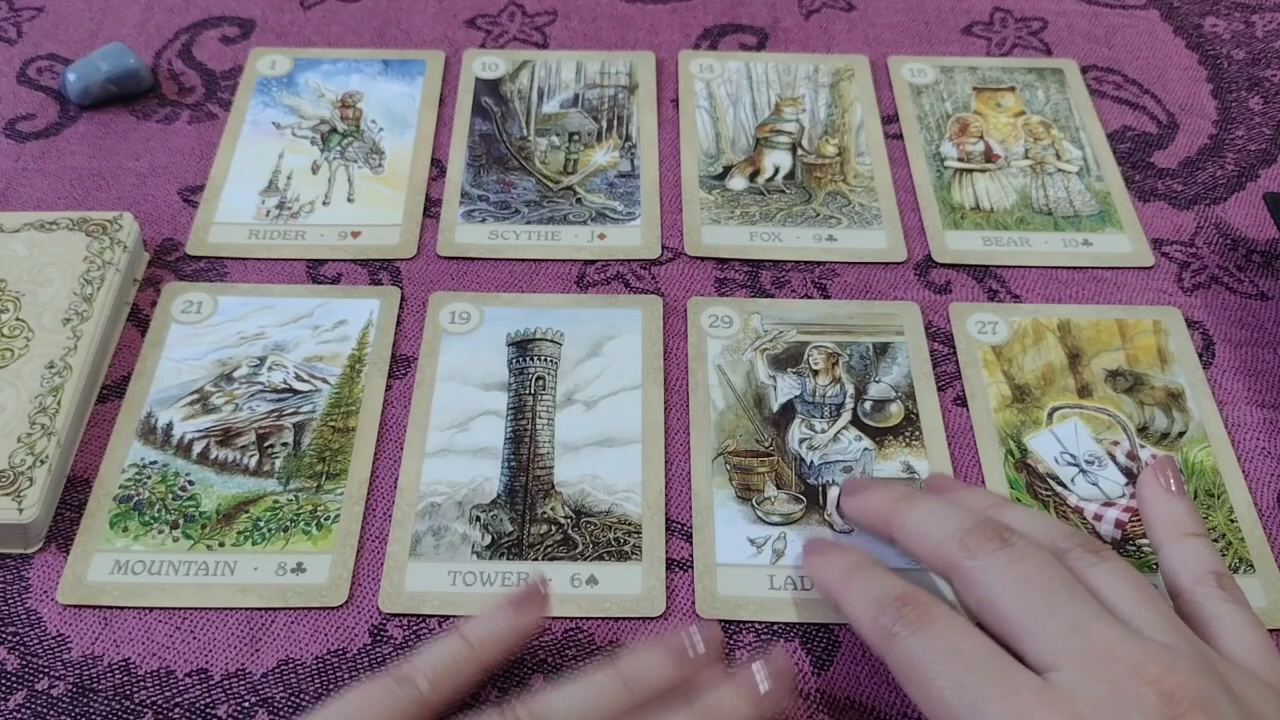 1
RIDER · 9♥
10
SCYTHE · J♦
14
FOX · 9♣
15
BEAR · 10♣
21
MOUNTAIN · 8♣
19
TOWER · 6♠
29
LAD
27